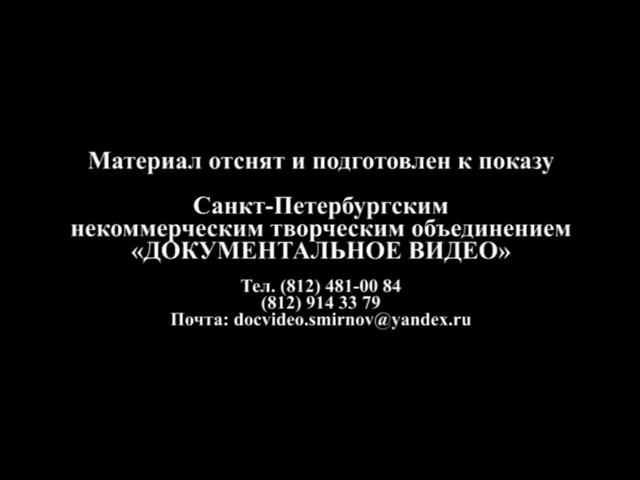 Материал отснят и подготовлен к показу
Санкт-Петербургским
некоммерческим творческим объединением
«ДОКУМЕНТАЛЬНОЕ ВИДЕО»
Тел. (812) 481-00 84
(812) 914 33 79
Почта: docvideo.smirnov@yandex.ru